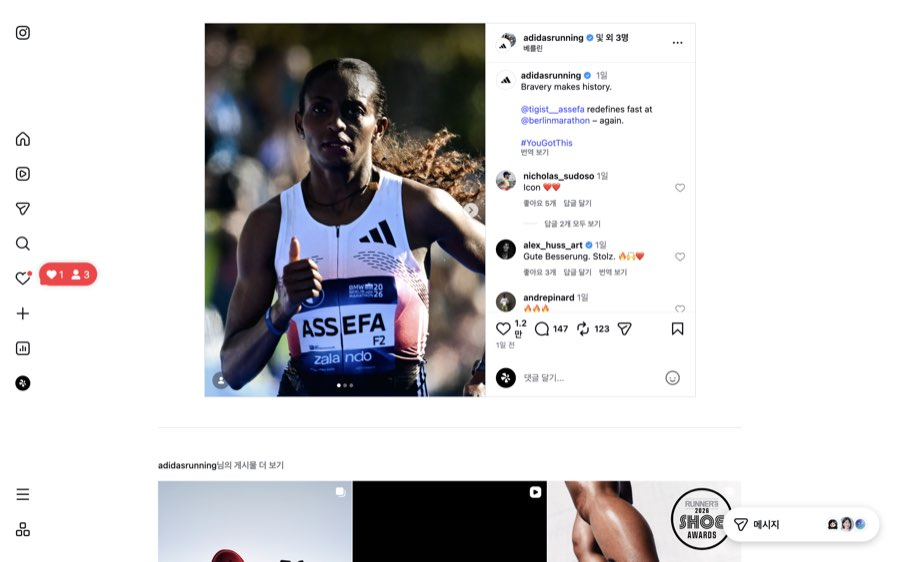 adidasrunning 및 외 3명
베를린
adidasrunning 1일
Bravery makes history.
@tigist__assefa redefines fast at
@berlinmarathon – again.
#YouGotThis
번역 보기
nicholas_sudoso 1일
Icon ❤️❤️
좋아요 5개 답글 달기
답글 2개 모두 보기
alex_huss_art 1일
Gute Besserung. Stolz. 🔥🙌❤️
좋아요 3개 답글 달기 번역 보기
andrepinard 1일
🔥🔥🔥
1.2
만
147
123
1일 전
댓글 달기...
BMW
BERLIN
MARATHON
20
26
ASSEFA
F2
zalando
1
3
adidasrunning님의 게시물 더 보기
RUNNER'S
2026
SHOE
AWARDS
메시지